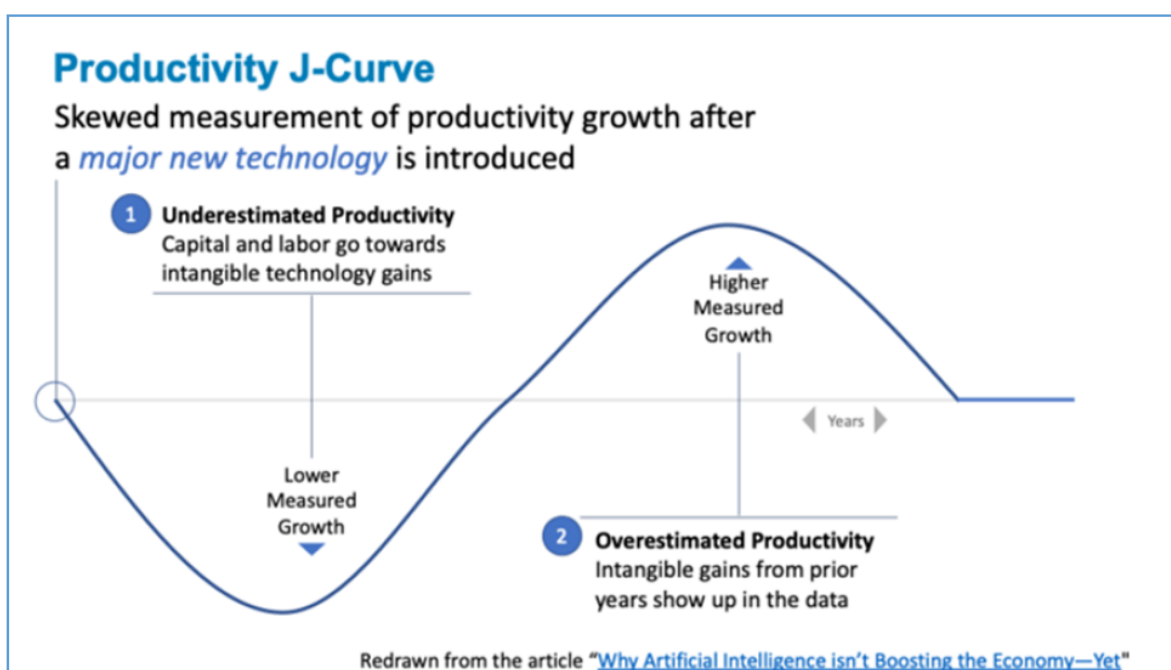 Productivity J-Curve
Skewed measurement of productivity growth after
a major new technology is introduced
1
Underestimated Productivity
Capital and labor go towards
intangible technology gains
Lower
Measured
Growth
Higher
Measured
Growth
Years
2
Overestimated Productivity
Intangible gains from prior
years show up in the data
Redrawn from the article "Why Artificial Intelligence isn't Boosting the Economy—Yet"